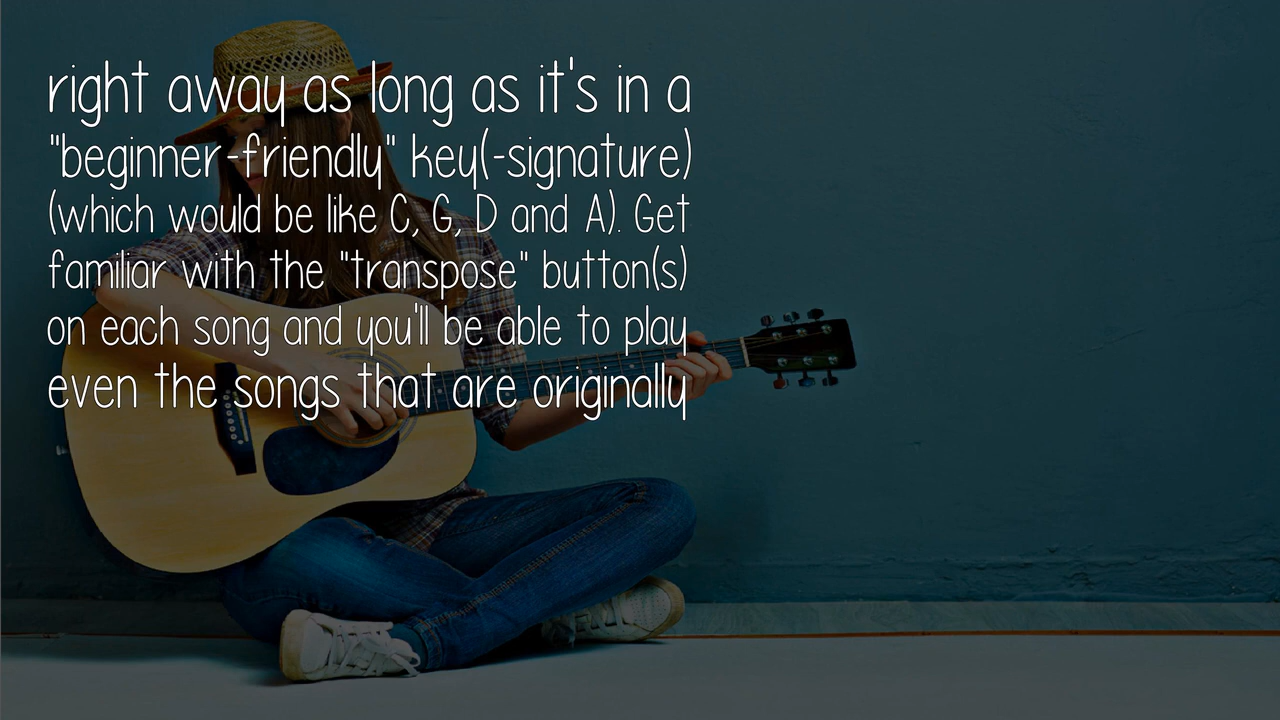 right away as long as it's in a
"beginner-friendly" key(-signature)
(which would be like C, G, D and A). Get
familiar with the "transpose" button(s)
on each song and you'll be able to play
even the songs that are originally